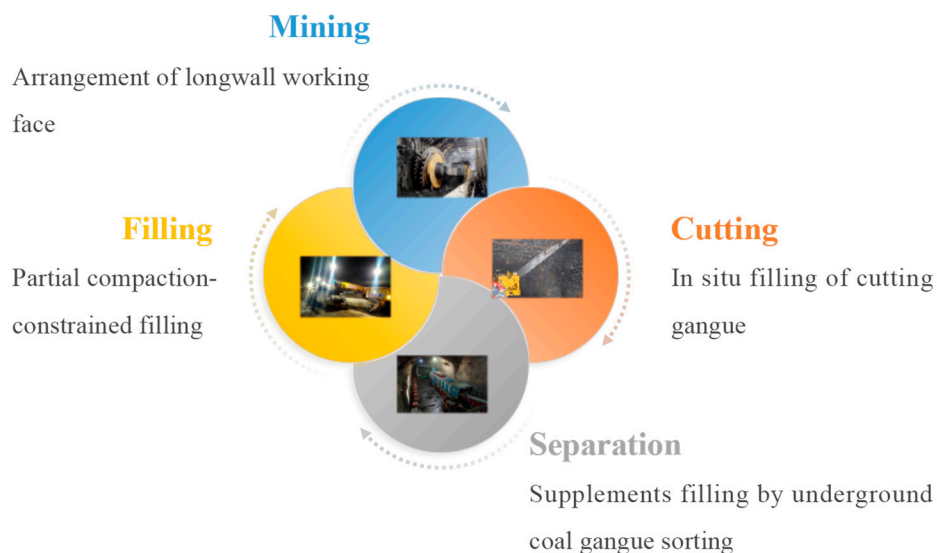 Mining
Arrangement of longwall working
face
Filling
Partial compaction-
constrained filling
Cutting
In situ filling of cutting
gangue
Separation
Supplements filling by underground
coal gangue sorting